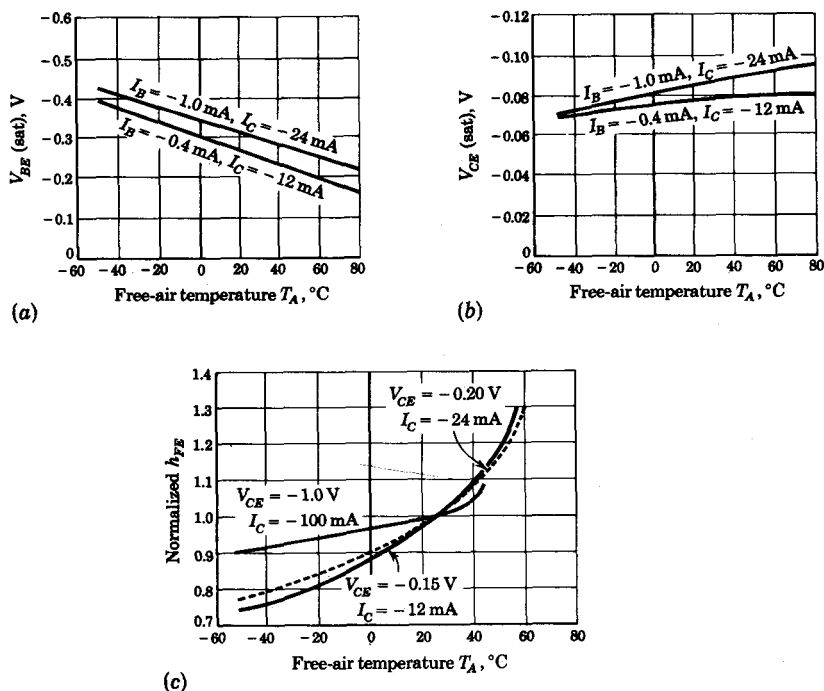 -0.6
-0.5
-0.4
-0.3
-0.2
-0.1
0
V_BE (sat), V
I_B = -1.0 mA, I_C = -24 mA
I_B = -0.4 mA, I_C = -12 mA
-60 -40 -20 0 20 40 60 80
Free-air temperature T_A, °C
(a)
-0.12
-0.10
-0.08
-0.06
-0.04
-0.02
0
V_CE (sat), V
I_B = -1.0 mA, I_C = -24 mA
I_B = -0.4 mA, I_C = -12 mA
-60 -40 -20 0 20 40 60 80
Free-air temperature T_A, °C
(b)
1.4
1.3
1.2
1.1
1.0
0.9
0.8
0.7
Normalized h_FE
V_CE = -0.20 V
I_C = -24 mA
V_CE = -1.0 V
I_C = -100 mA
V_CE = -0.15 V
I_C = -12 mA
-60 -40 -20 0 20 40 60 80
Free-air temperature T_A, °C
(c)